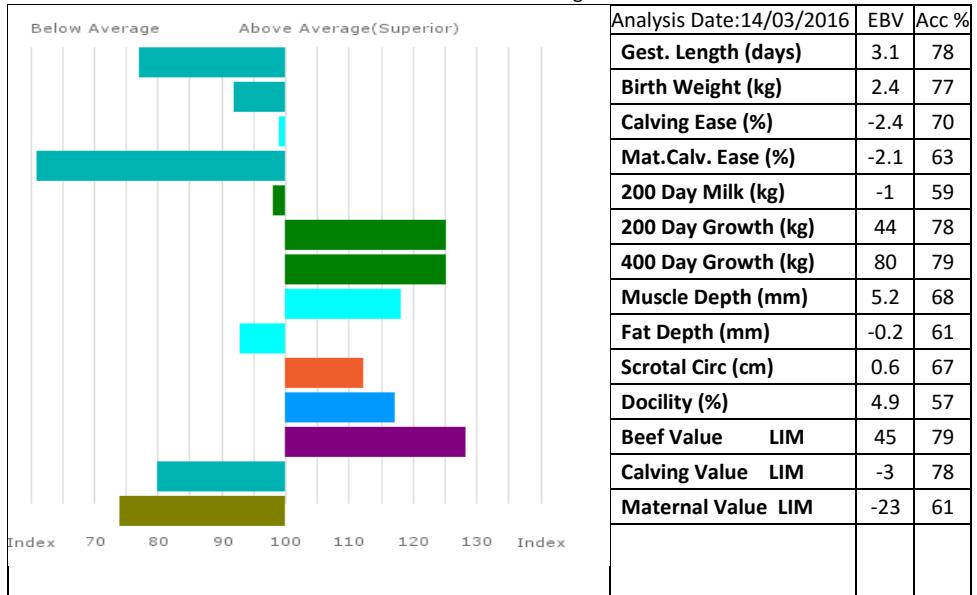 Below Average Above Average(Superior)
Analysis Date:14/03/2016 EBV Acc %
Gest. Length (days) 3.1 78
Birth Weight (kg) 2.4 77
Calving Ease (%) -2.4 70
Mat.Calv. Ease (%) -2.1 63
200 Day Milk (kg) -1 59
200 Day Growth (kg) 44 78
400 Day Growth (kg) 80 79
Muscle Depth (mm) 5.2 68
Fat Depth (mm) -0.2 61
Scrotal Circ (cm) 0.6 67
Docility (%) 4.9 57
Beef Value LIM 45 79
Calving Value LIM -3 78
Maternal Value LIM -23 61
Index 70 80 90 100 110 120 130 Index